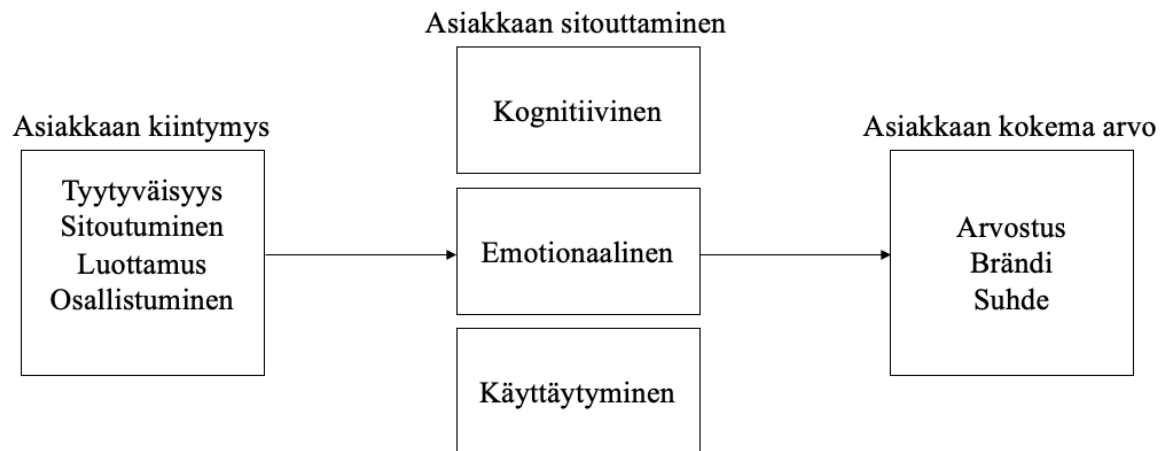 Asiakkaan kiintymys
Tyytyväisyys
Sitoutuminen
Luottamus
Osallistuminen
Asiakkaan sitouttaminen
Kognitiivinen
Emotionaalinen
Käyttäytyminen
Asiakkaan kokema arvo
Arvostus
Brändi
Suhde